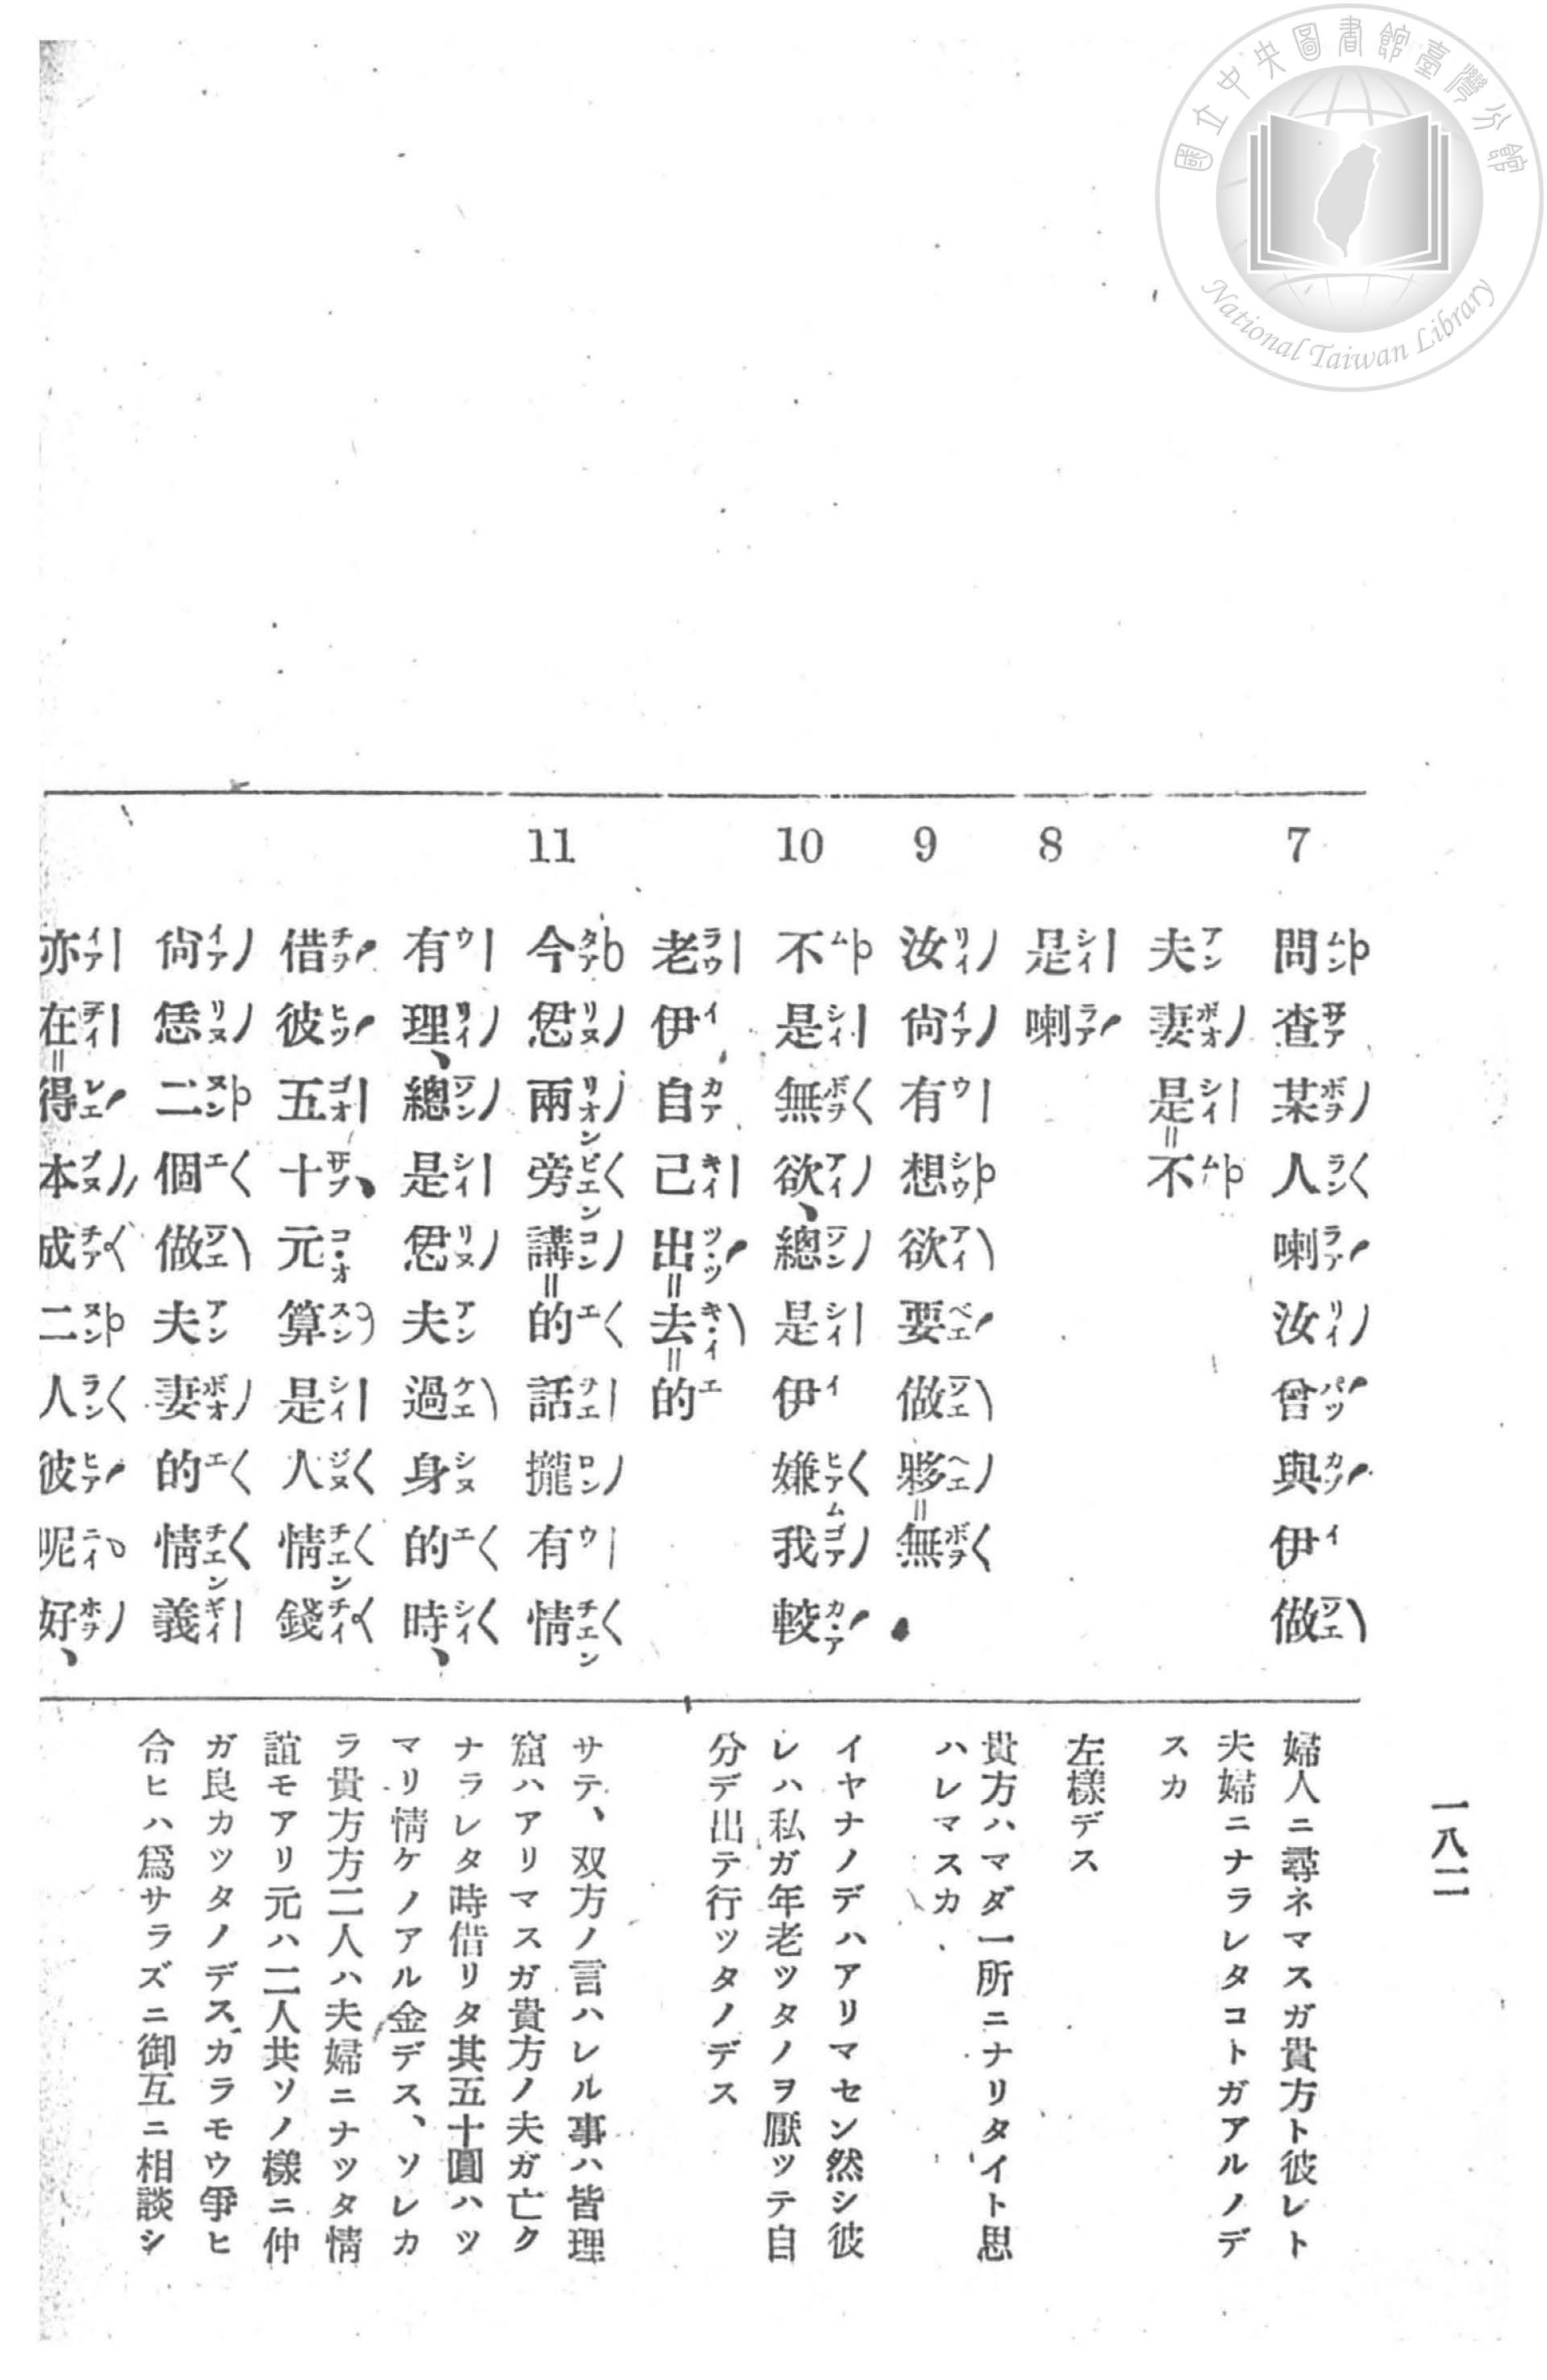 國立中央圖書館臺灣分館
National Taiwan Library
一八二
7
問查某人喇汝曾與伊做
夫妻是=不
8
是喇
9
汝尙有想欲要做夥=無
10
不是無欲、總是伊嫌我較
老伊自己出=去=的
11
今恁兩旁講=的話攏有情
有理、總是恁夫過身的時、
借彼五十元算是人情錢
尙恁二個做夫妻的情義
亦在=得本成二人彼呢好、
婦人ニ尋ネマスガ貴方ト彼レト
夫婦ニナラレタコトガアルノデ
スカ
左樣デス
貴方ハマダ一所ニナリタイト思
ハレマスカ
イヤナノデハアリマセン然シ彼
レハ私ガ年老ツタノヲ厭ツテ自
分デ出テ行ツタノデス
サテ、双方ノ言ハレル事ハ皆理
窟ハアリマスガ貴方ノ夫ガ亡ク
ナラレタ時借リタ其五十圓ハツ
マリ情ケノアル金デス、ソレカ
ラ貴方方二人ハ夫婦ニナツタ情
誼モアリ元ハ二人共ソノ樣ニ仲
ガ良カツタノデスカラモウ爭ヒ
合ヒハ爲サラズニ御互ニ相談シ